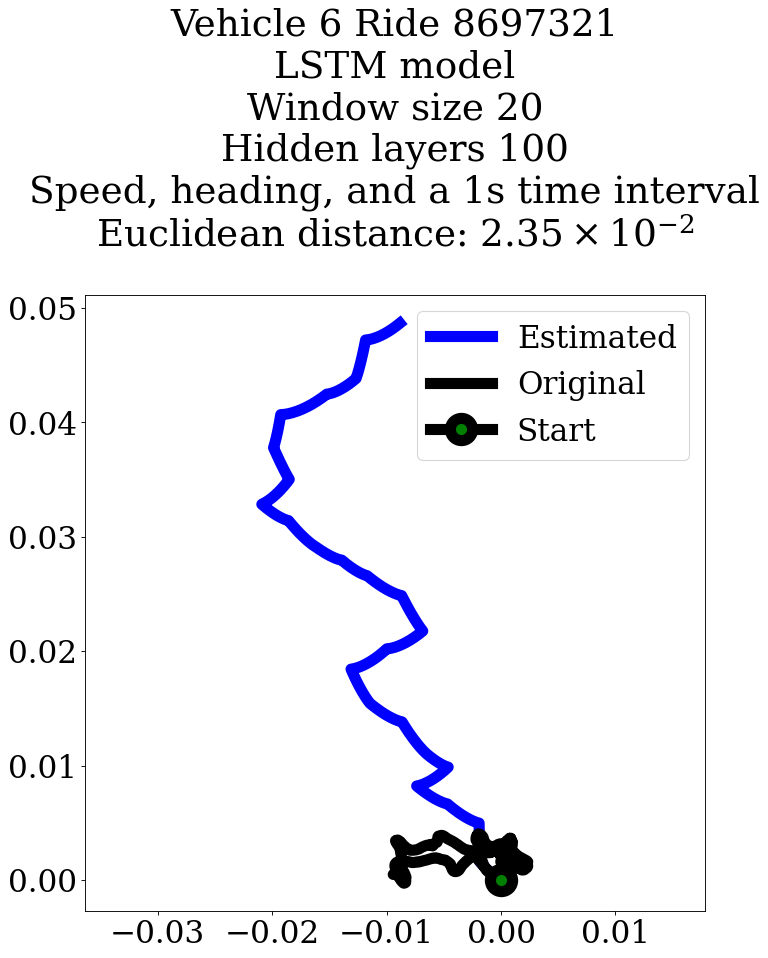 Vehicle 6 Ride 8697321
LSTM model
Window size 20
Hidden layers 100
Speed, heading, and a 1s time interval
Euclidean distance: 2.35 × 10⁻²
0.05
0.04
0.03
0.02
0.01
0.00
Estimated
Original
Start
−0.03 −0.02 −0.01 0.00 0.01